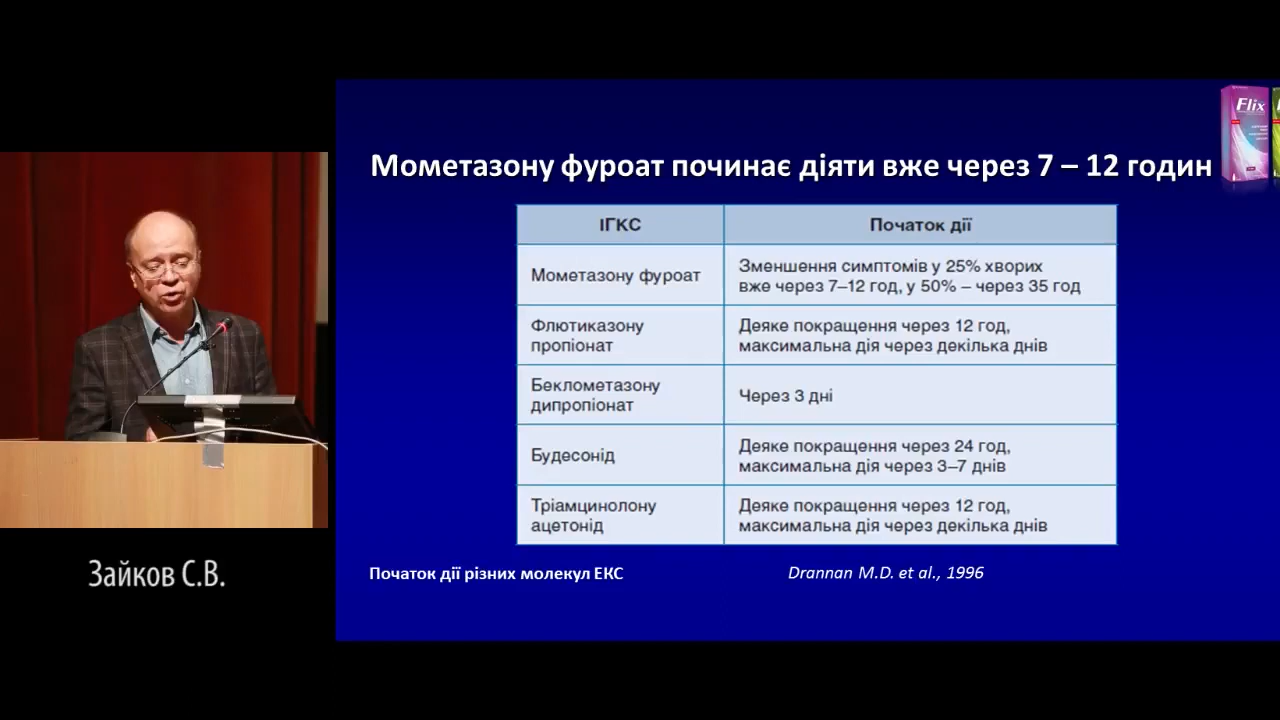 Flix
Мометазону фуроат починає діяти вже через 7 – 12 годин
ІГКС
Початок дії
Мометазону фуроат
Зменшення симптомів у 25% хворих
вже через 7–12 год, у 50% – через 35 год
Флютиказону
пропіонат
Деяке покращення через 12 год,
максимальна дія через декілька днів
Беклометазону
дипропіонат
Через 3 дні
Будесонід
Деяке покращення через 24 год,
максимальна дія через 3–7 днів
Тріамцинолону
ацетонід
Деяке покращення через 12 год,
максимальна дія через декілька днів
Зайков С.В.
Початок дії різних молекул ЕКС
Drannan M.D. et al., 1996